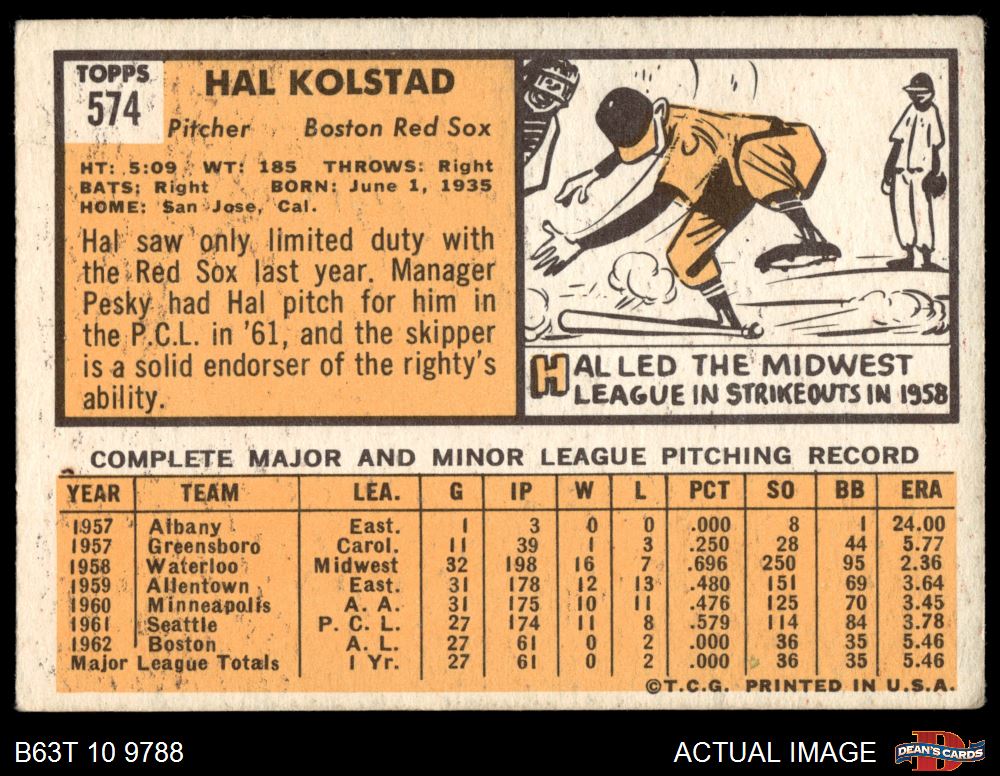 TOPPS
574
HAL KOLSTAD
Pitcher Boston Red Sox
HT: 5:09 WT: 185 THROWS: Right
BATS: Right BORN: June 1, 1935
HOME: San Jose, Cal.
Hal saw only limited duty with
the Red Sox last year. Manager
Pesky had Hal pitch for him in
the P.C.L. in '61, and the skipper
is a solid endorser of the righty's
ability.
HAL LED THE MIDWEST
LEAGUE IN STRIKEOUTS IN 1958
COMPLETE MAJOR AND MINOR LEAGUE PITCHING RECORD
YEAR TEAM LEA. G IP W L PCT SO BB ERA
1957 Albany East. 1 3 0 0 .000 8 1 24.00
1957 Greensboro Carol. 11 39 1 3 .250 28 44 5.77
1958 Waterloo Midwest 32 198 16 7 .696 250 95 2.36
1959 Allentown East. 31 178 12 13 .480 151 69 3.64
1960 Minneapolis A. A. 31 175 10 11 .476 125 70 3.45
1961 Seattle P. C. L. 27 174 11 8 .579 114 84 3.78
1962 Boston A. L. 27 61 0 2 .000 36 35 5.46
Major League Totals 1 Yr. 27 61 0 2 .000 36 35 5.46
©T.C.G. PRINTED IN U.S.A.
B63T 10 9788
ACTUAL IMAGE
DEAN'S CARDS